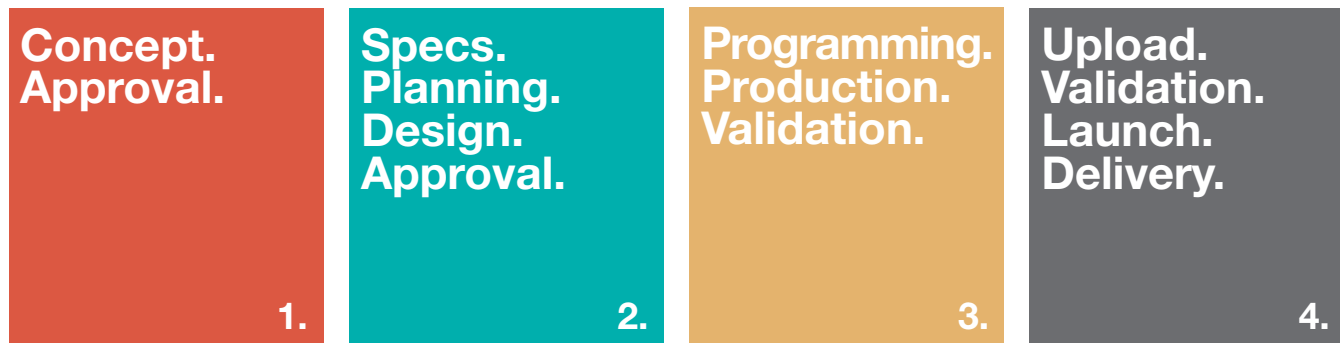 Concept.
Approval.
1.
Specs.
Planning.
Design.
Approval.
2.
Programming.
Production.
Validation.
3.
Upload.
Validation.
Launch.
Delivery.
4.